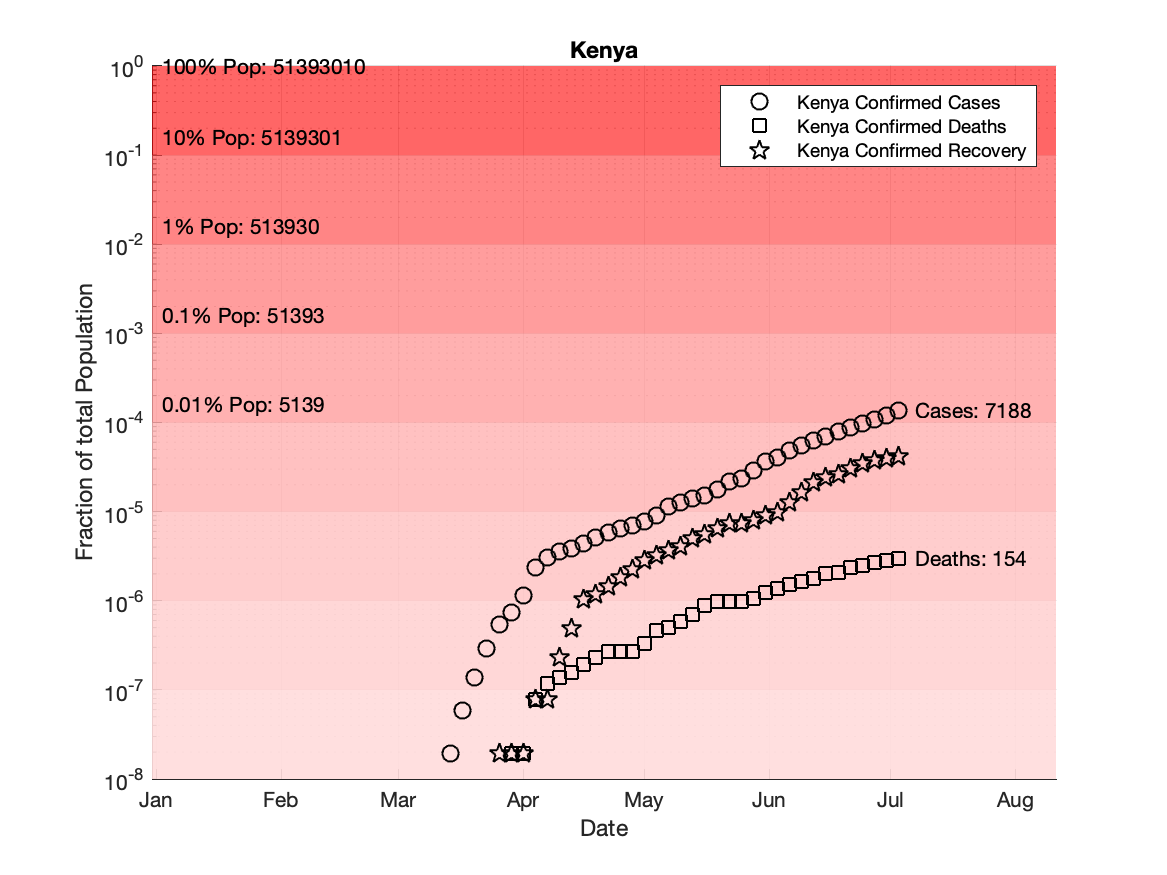 Kenya
10^0
100% Pop: 51393010
Kenya Confirmed Cases
Kenya Confirmed Deaths
Kenya Confirmed Recovery
10% Pop: 5139301
10^-1
1% Pop: 513930
10^-2
0.1% Pop: 51393
10^-3
0.01% Pop: 5139
10^-4
Cases: 7188
10^-5
Deaths: 154
10^-6
10^-7
10^-8
Fraction of total Population
Jan Feb Mar Apr May Jun Jul Aug
Date